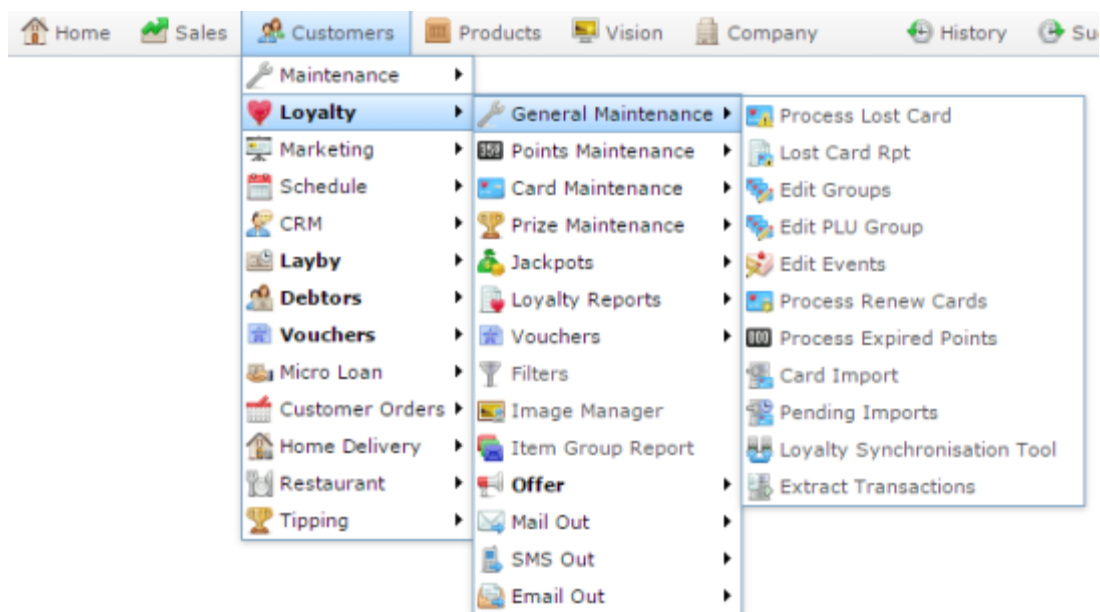 Home Sales Customers Products Vision Company History Su
Maintenance
Loyalty
Marketing
Schedule
CRM
Layby
Debtors
Vouchers
Micro Loan
Customer Orders
Home Delivery
Restaurant
Tipping
General Maintenance
Points Maintenance
Card Maintenance
Prize Maintenance
Jackpots
Loyalty Reports
Vouchers
Filters
Image Manager
Item Group Report
Offer
Mail Out
SMS Out
Email Out
Process Lost Card
Lost Card Rpt
Edit Groups
Edit PLU Group
Edit Events
Process Renew Cards
Process Expired Points
Card Import
Pending Imports
Loyalty Synchronisation Tool
Extract Transactions